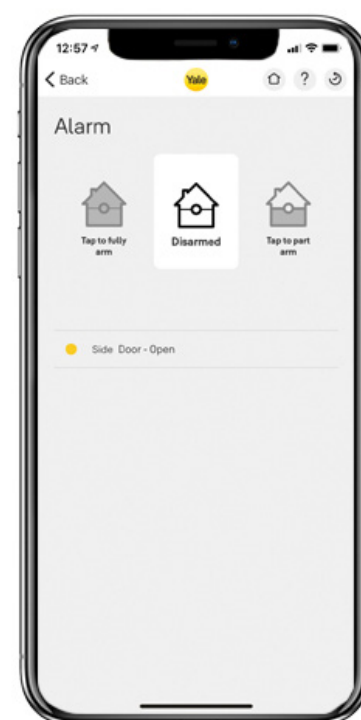 12:57
Back
Yale
?
Alarm
Tap to fully
arm
Disarmed
Tap to part
arm
Side Door - Open